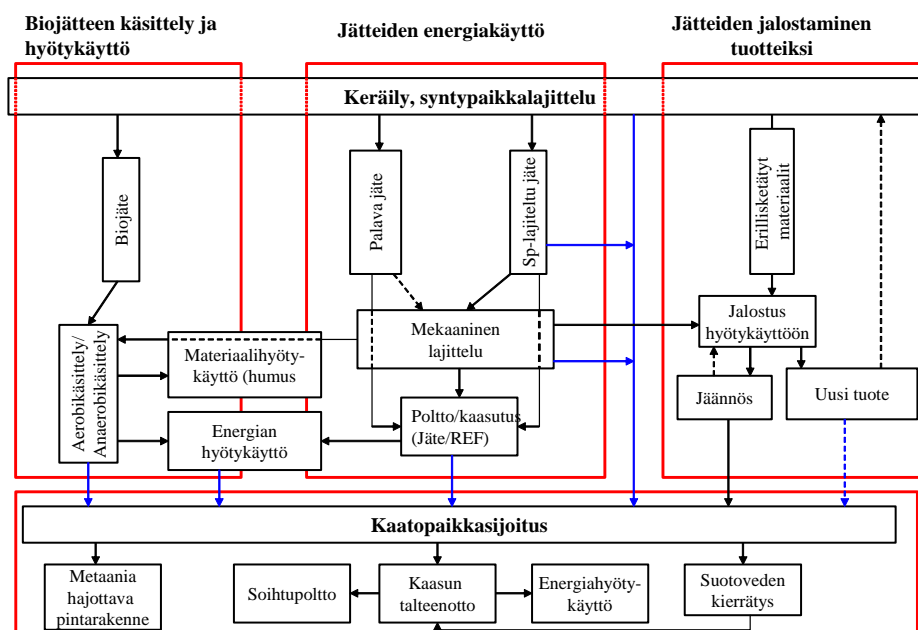 Biojätteen käsittely ja
hyötykäyttö
Jätteiden energiakäyttö
Jätteiden jalostaminen
tuotteiksi
Keräily, syntypaikkalajittelu
Biojäte
Palava jäte
Sp-lajiteltu jäte
Erillisketätyt
materiaalit
Aerobikäsittely/
Anaerobikäsittely
Materiaalihyöty-
käyttö (humus
Mekaaninen
lajittelu
Jalostus
hyötykäyttöön
Energian
hyötykäyttö
Poltto/kaasutus
(Jäte/REF)
Jäännös
Uusi tuote
Kaatopaikkasijoitus
Metaania
hajottava
pintarakenne
Soihtupoltto
Kaasun
talteenotto
Energiahyöty-
käyttö
Suotoveden
kierrätys